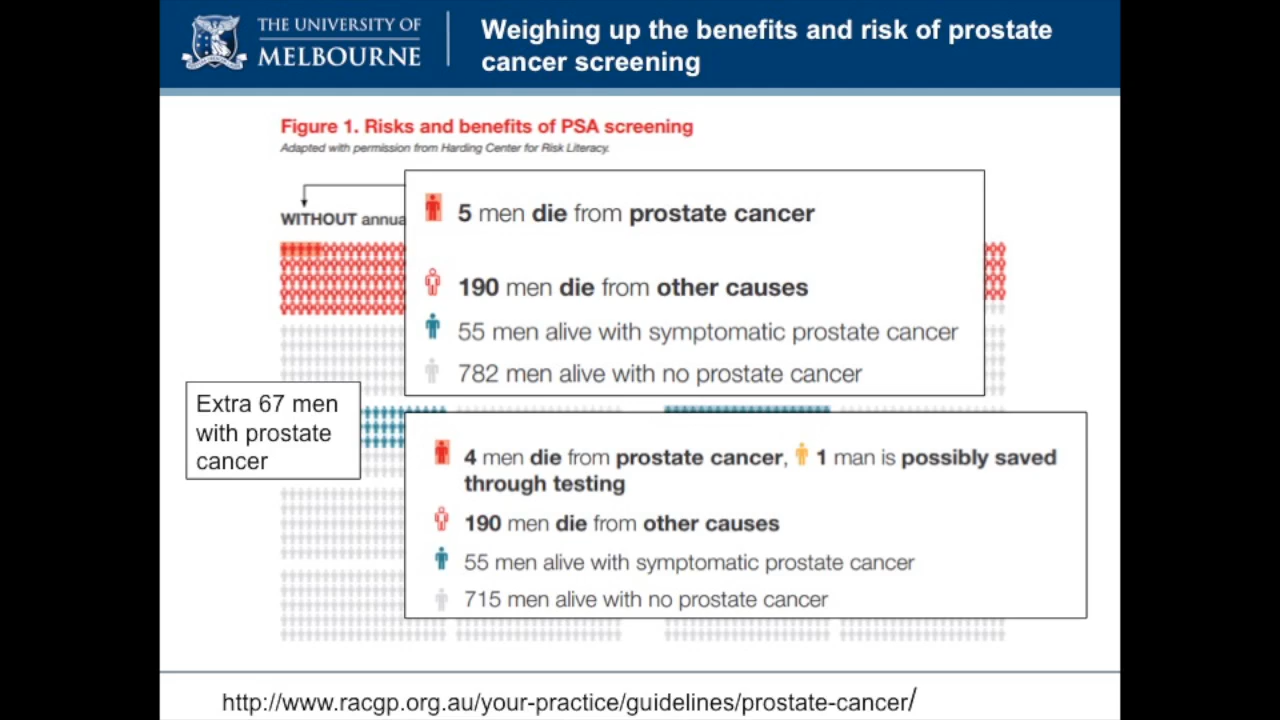 THE UNIVERSITY OF
MELBOURNE
Weighing up the benefits and risk of prostate
cancer screening
Figure 1. Risks and benefits of PSA screening
Adapted with permission from Harding Center for Risk Literacy.
WITHOUT annua
5 men die from prostate cancer
190 men die from other causes
55 men alive with symptomatic prostate cancer
782 men alive with no prostate cancer
Extra 67 men
with prostate
cancer
4 men die from prostate cancer, 1 man is possibly saved
through testing
190 men die from other causes
55 men alive with symptomatic prostate cancer
715 men alive with no prostate cancer
http://www.racgp.org.au/your-practice/guidelines/prostate-cancer/